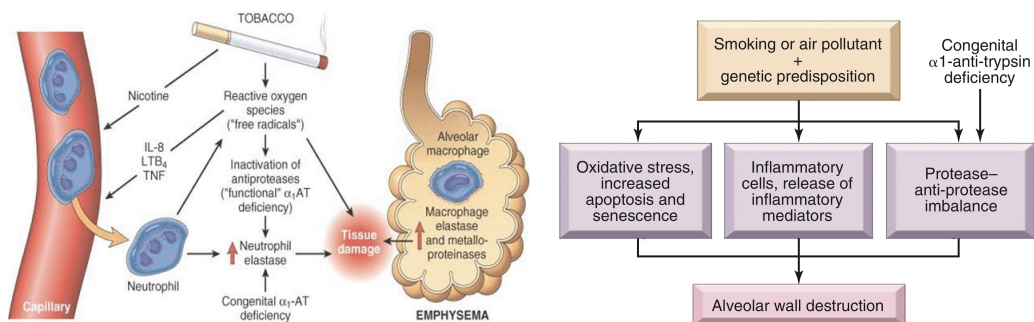 TOBACCO
Nicotine
Reactive oxygen
species
("free radicals")
IL-8
LTB₄
TNF
Inactivation of
antiproteases
("functional" α₁AT
deficiency)
Neutrophil
elastase
Neutrophil
Congenital α₁-AT
deficiency
Capillary
Tissue
damage
Alveolar
macrophage
Macrophage
elastase
and metallo-
proteinases
EMPHYSEMA
Smoking or air pollutant
+
genetic predisposition
Congenital
α1-anti-trypsin
deficiency
Oxidative stress,
increased
apoptosis and
senescence
Inflammatory
cells, release of
inflammatory
mediators
Protease–
anti-protease
imbalance
Alveolar wall destruction